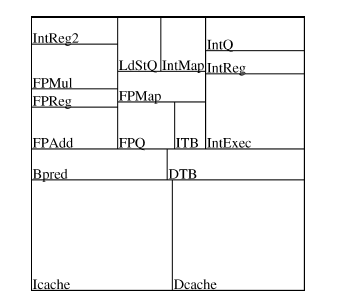 IntReg2
IntQ
LdStQ IntMap IntReg
FPMul
FPMap
FPReg
FPAdd FPQ ITB IntExec
Bpred DTB
Icache Dcache